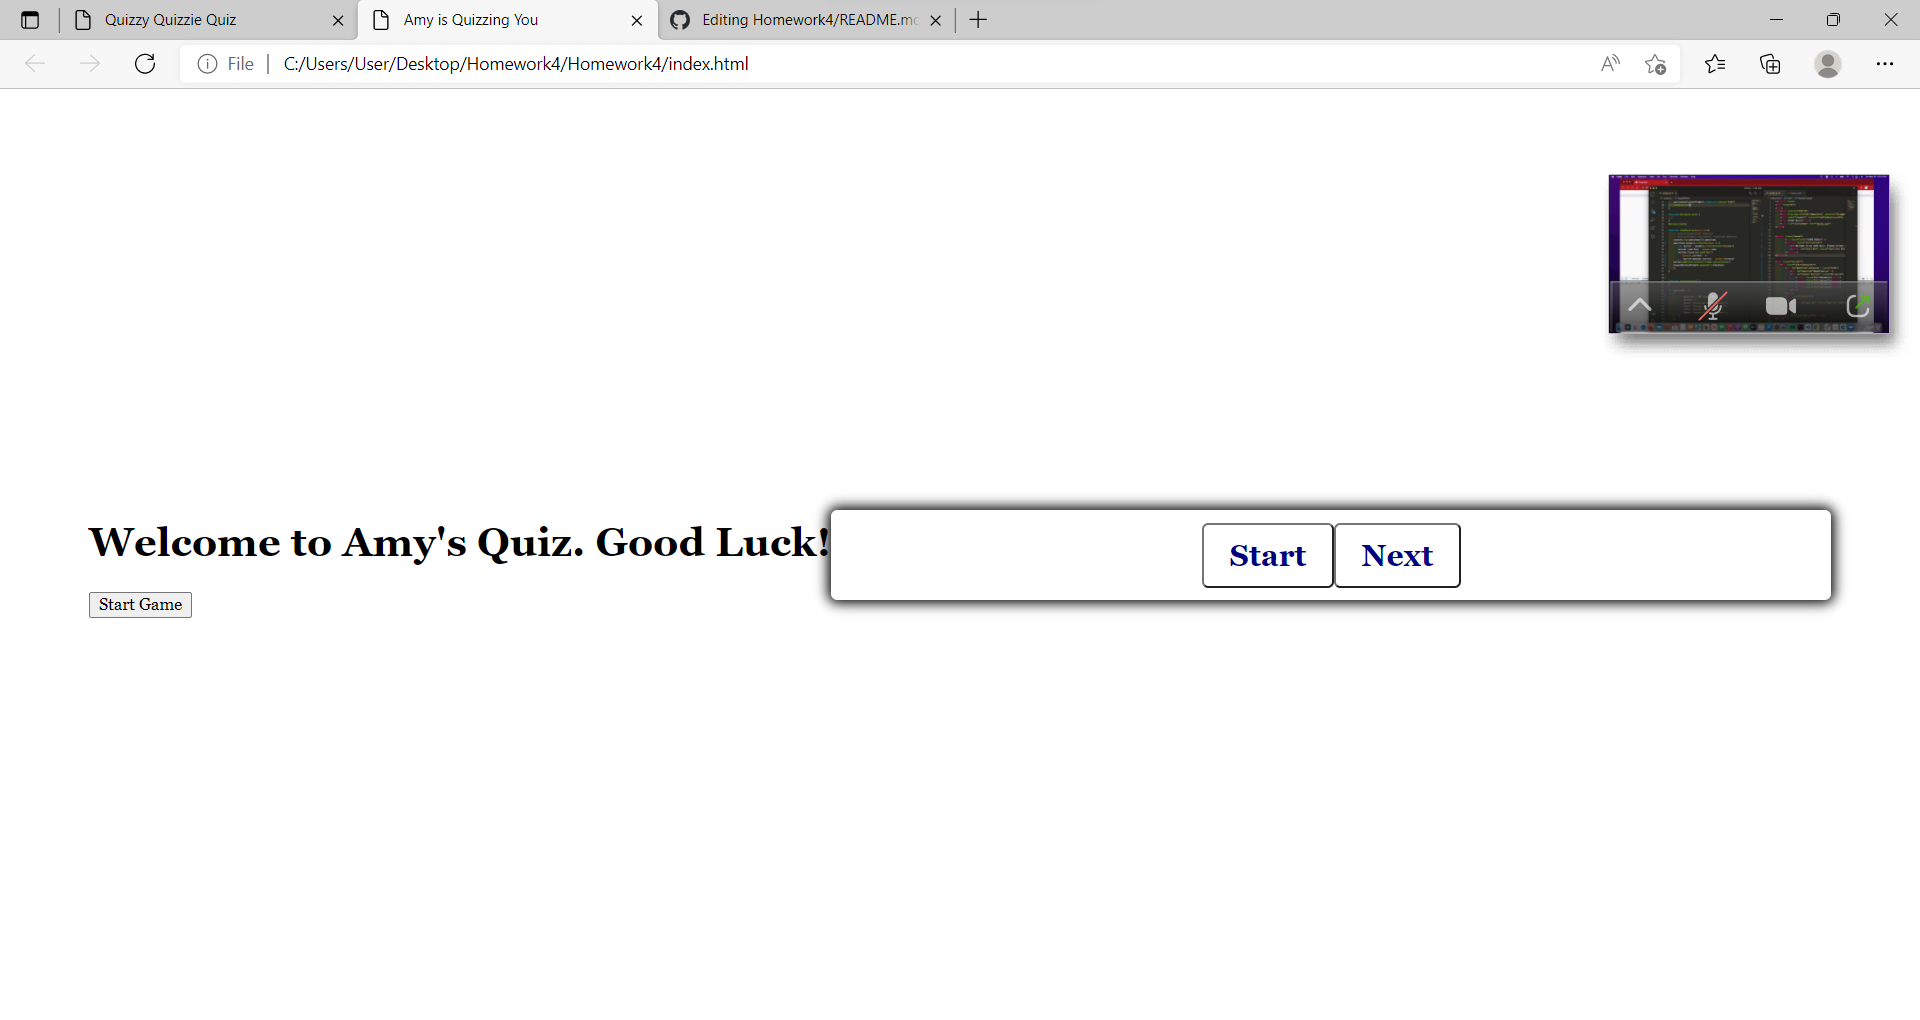 Quizzy Quizzie Quiz
Amy is Quizzing You
Editing Homework4/README.mc
File
C:/Users/User/Desktop/Homework4/Homework4/index.html
Welcome to Amy's Quiz. Good Luck!
Start Next
Start Game